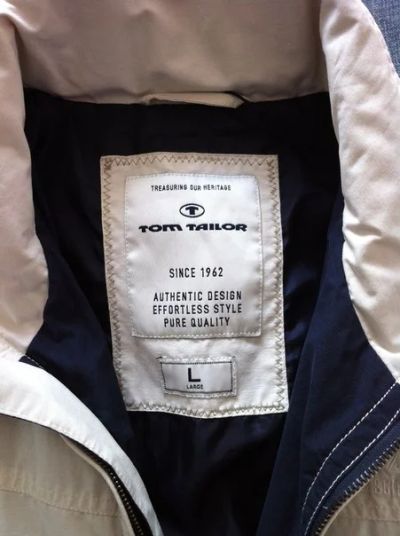 TREASURING OUR HERITAGE
TOM TAILOR
SINCE 1962
AUTHENTIC DESIGN
EFFORTLESS STYLE
PURE QUALITY
L
LARGE